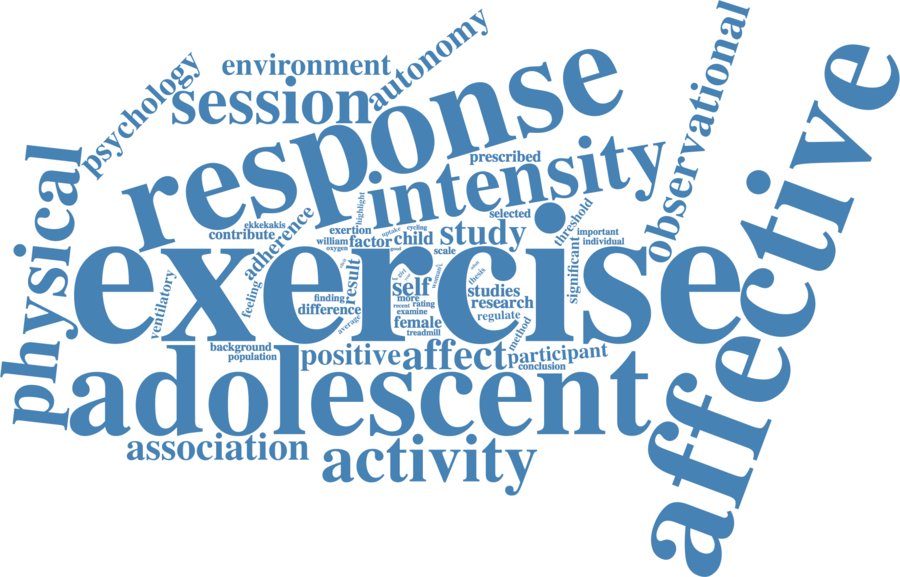 environment
autonomy
psychology
session
response
observational
affective
prescribed
intensity
physical
highlight
selected
threshold
ekkekakis
contribute
adherence
exertion
uptake
cycling
william
factor
child
study
important
individual
oxygen
good
scale
exercise
significant
ventilatory
feeling
result
self
thesis
studies
finding
more
research
difference
recent
rating
examine
regulate
average
female
treadmill
method
background
population
positive
affect
participant
conclusion
adolescent
association
activity